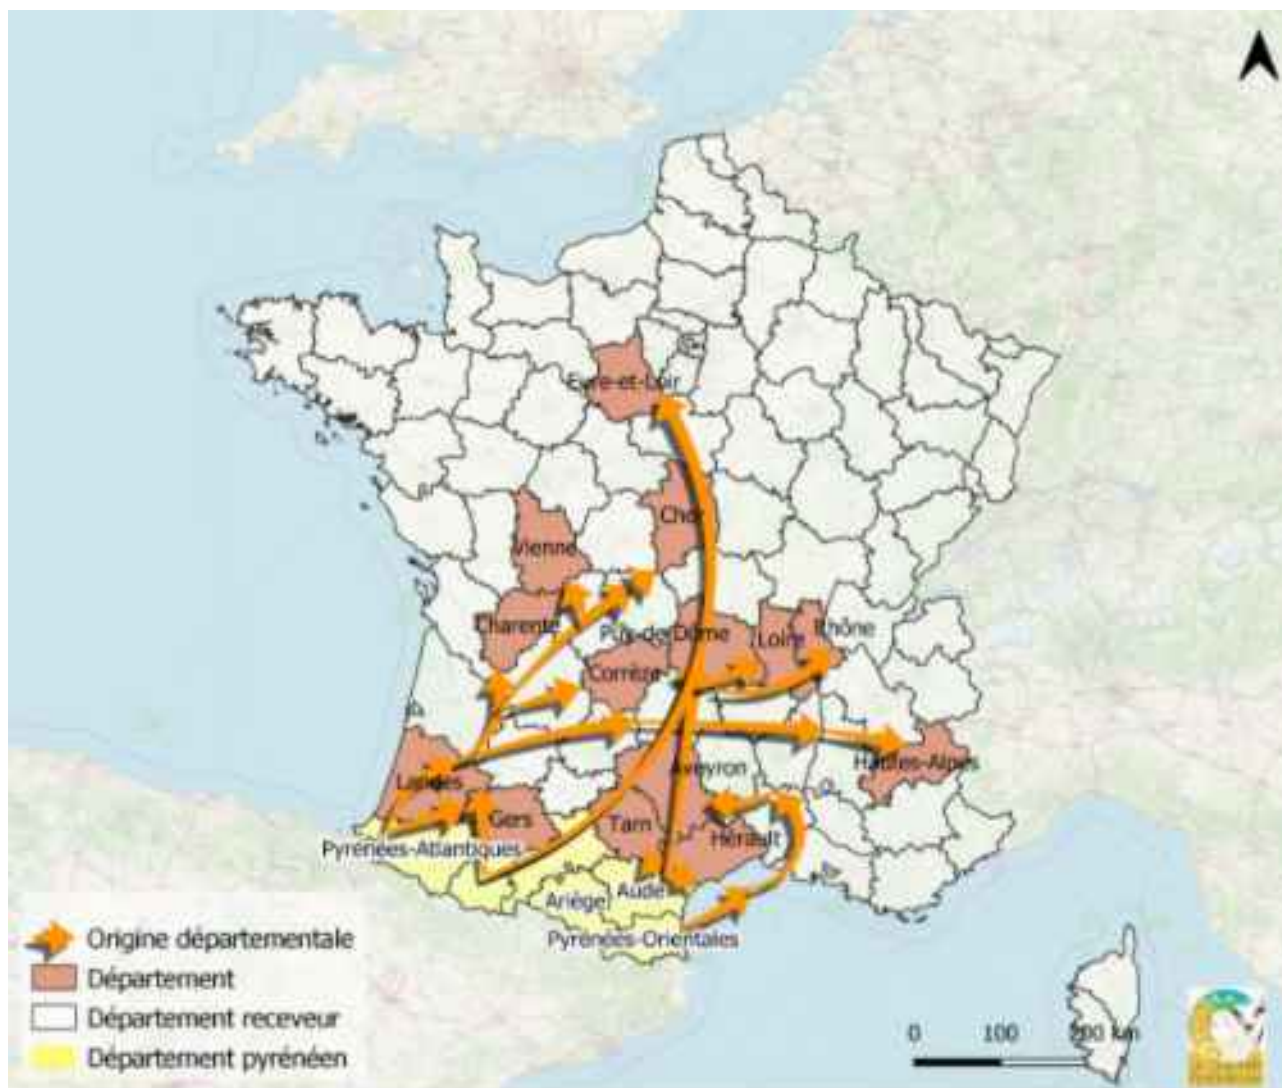 Eure-et-Loir
Cher
Vienne
Charente
Puy-de-Dôme
Loire
Rhône
Corrèze
Aveyron
Hautes-Alpes
Landes
Gers
Tarn
Hérault
Pyrénées-Atlantiques
Aude
Ariège
Pyrénées-Orientales
Origine départementale
Département
Département receveur
Département pyrénéen
0 100 200 km